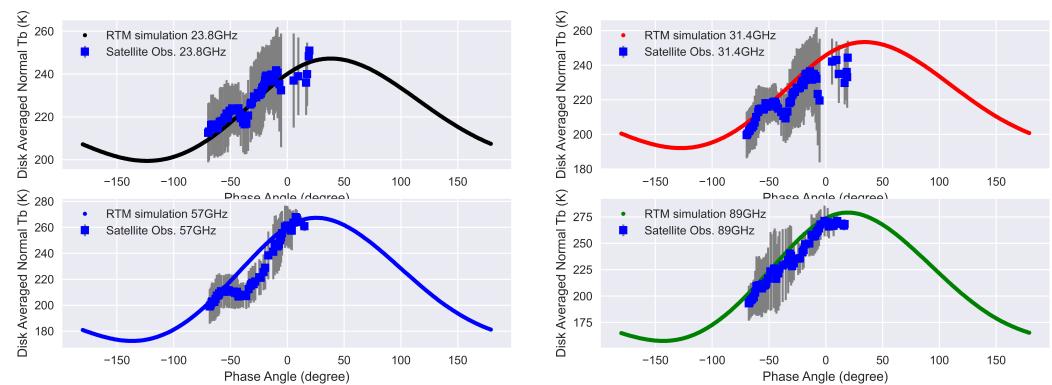 Disk Averaged Normal Tb (K)
260
240
220
200
RTM simulation 23.8GHz
Satellite Obs. 23.8GHz
−150 −100 −50 0 50 100 150
Phase Angle (degree)
Disk Averaged Normal Tb (K)
260
240
220
200
180
RTM simulation 31.4GHz
Satellite Obs. 31.4GHz
−150 −100 −50 0 50 100 150
Phase Angle (degree)
Disk Averaged Normal Tb (K)
280
260
240
220
200
180
RTM simulation 57GHz
Satellite Obs. 57GHz
−150 −100 −50 0 50 100 150
Phase Angle (degree)
Disk Averaged Normal Tb (K)
275
250
225
200
175
RTM simulation 89GHz
Satellite Obs. 89GHz
−150 −100 −50 0 50 100 150
Phase Angle (degree)